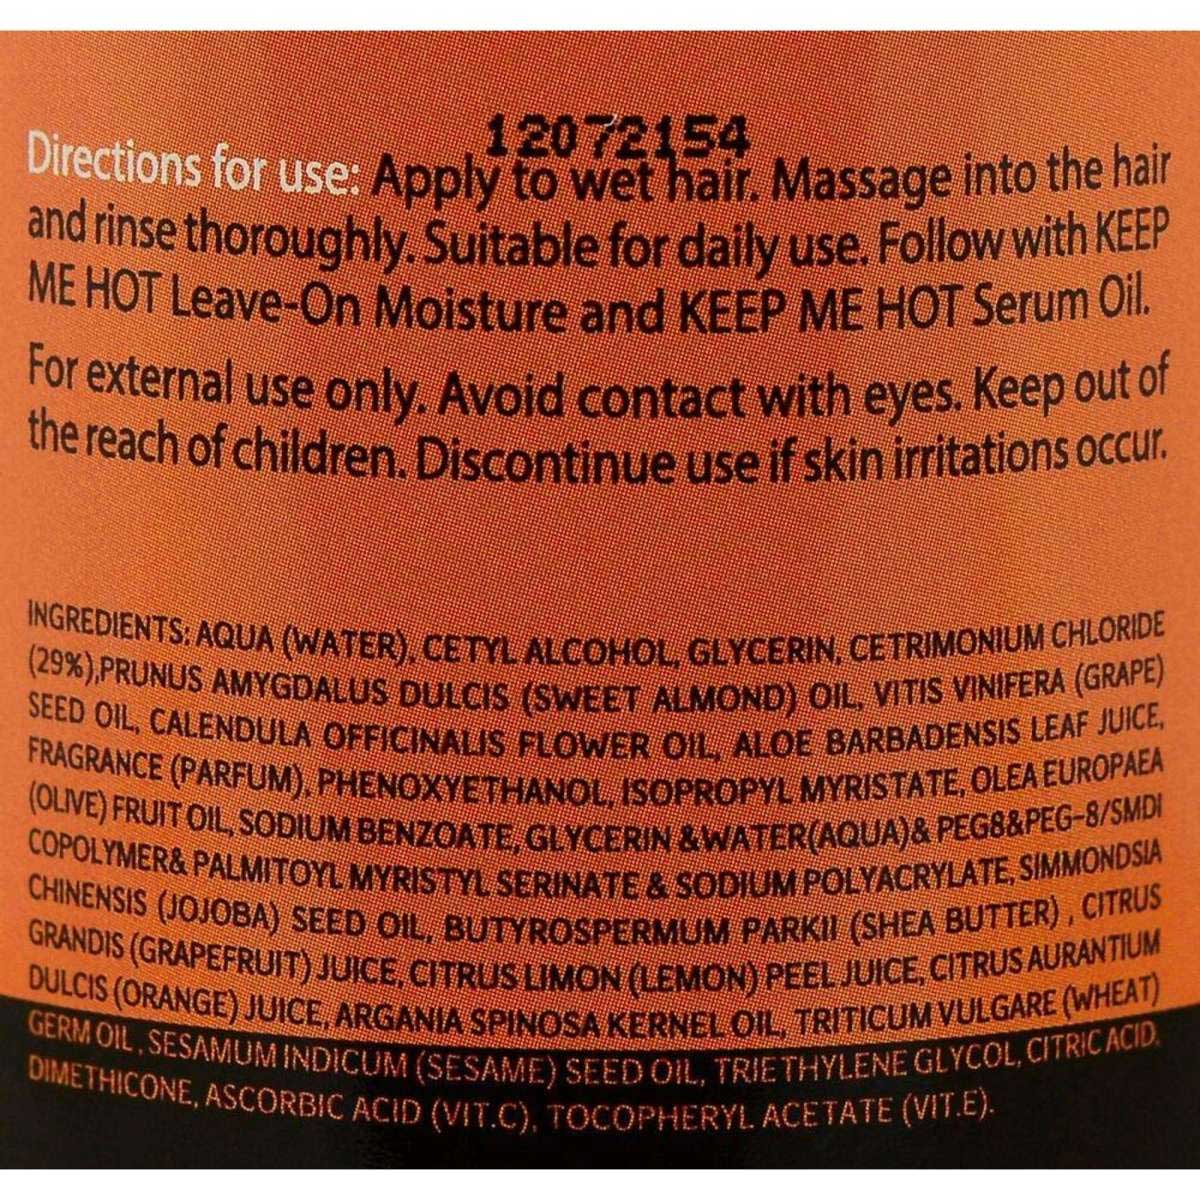 12072154
Directions for use: Apply to wet hair. Massage into the hair
and rinse thoroughly. Suitable for daily use. Follow with KEEP
ME HOT Leave-On Moisture and KEEP ME HOT Serum Oil.
For external use only. Avoid contact with eyes. Keep out of
the reach of children. Discontinue use if skin irritations occur.
INGREDIENTS: AQUA (WATER), CETYL ALCOHOL, GLYCERIN, CETRIMONIUM CHLORIDE
(29%),PRUNUS AMYGDALUS DULCIS (SWEET ALMOND) OIL, VITIS VINIFERA (GRAPE)
SEED OIL, CALENDULA OFFICINALIS FLOWER OIL, ALOE BARBADENSIS LEAF JUICE,
FRAGRANCE (PARFUM), PHENOXYETHANOL, ISOPROPYL MYRISTATE, OLEA EUROPAEA
(OLIVE) FRUIT OIL, SODIUM BENZOATE, GLYCERIN &WATER(AQUA)& PEG8&PEG-8/SMDI
COPOLYMER& PALMITOYL MYRISTYL SERINATE & SODIUM POLYACRYLATE, SIMMONDSIA
CHINENSIS (JOJOBA) SEED OIL, BUTYROSPERMUM PARKII (SHEA BUTTER) , CITRUS
GRANDIS (GRAPEFRUIT) JUICE, CITRUS LIMON (LEMON) PEEL JUICE, CITRUS AURANTIUM
DULCIS (ORANGE) JUICE, ARGANIA SPINOSA KERNEL OIL, TRITICUM VULGARE (WHEAT)
GERM OIL , SESAMUM INDICUM (SESAME) SEED OIL, TRIETHYLENE GLYCOL, CITRIC ACID,
DIMETHICONE, ASCORBIC ACID (VIT.C), TOCOPHERYL ACETATE (VIT.E).